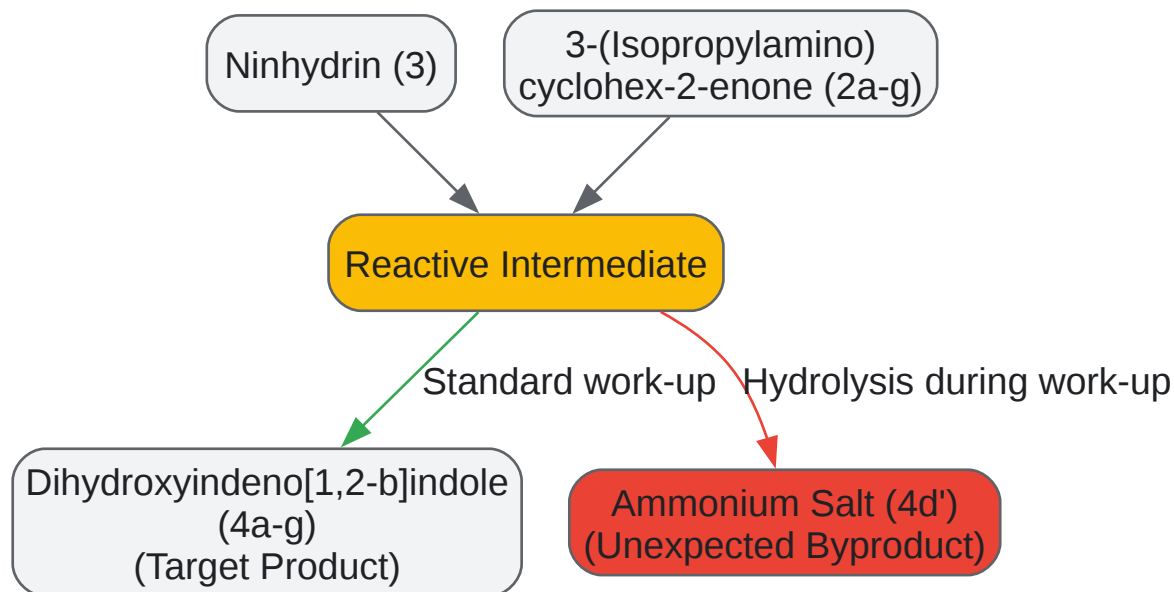 Ninhydrin (3)
3-(Isopropylamino)
cyclohex-2-enone (2a-g)
Reactive Intermediate
Standard work-up
Hydrolysis during work-up
Dihydroxyindeno[1,2-b]indole
(4a-g)
(Target Product)
Ammonium Salt (4d')
(Unexpected Byproduct)